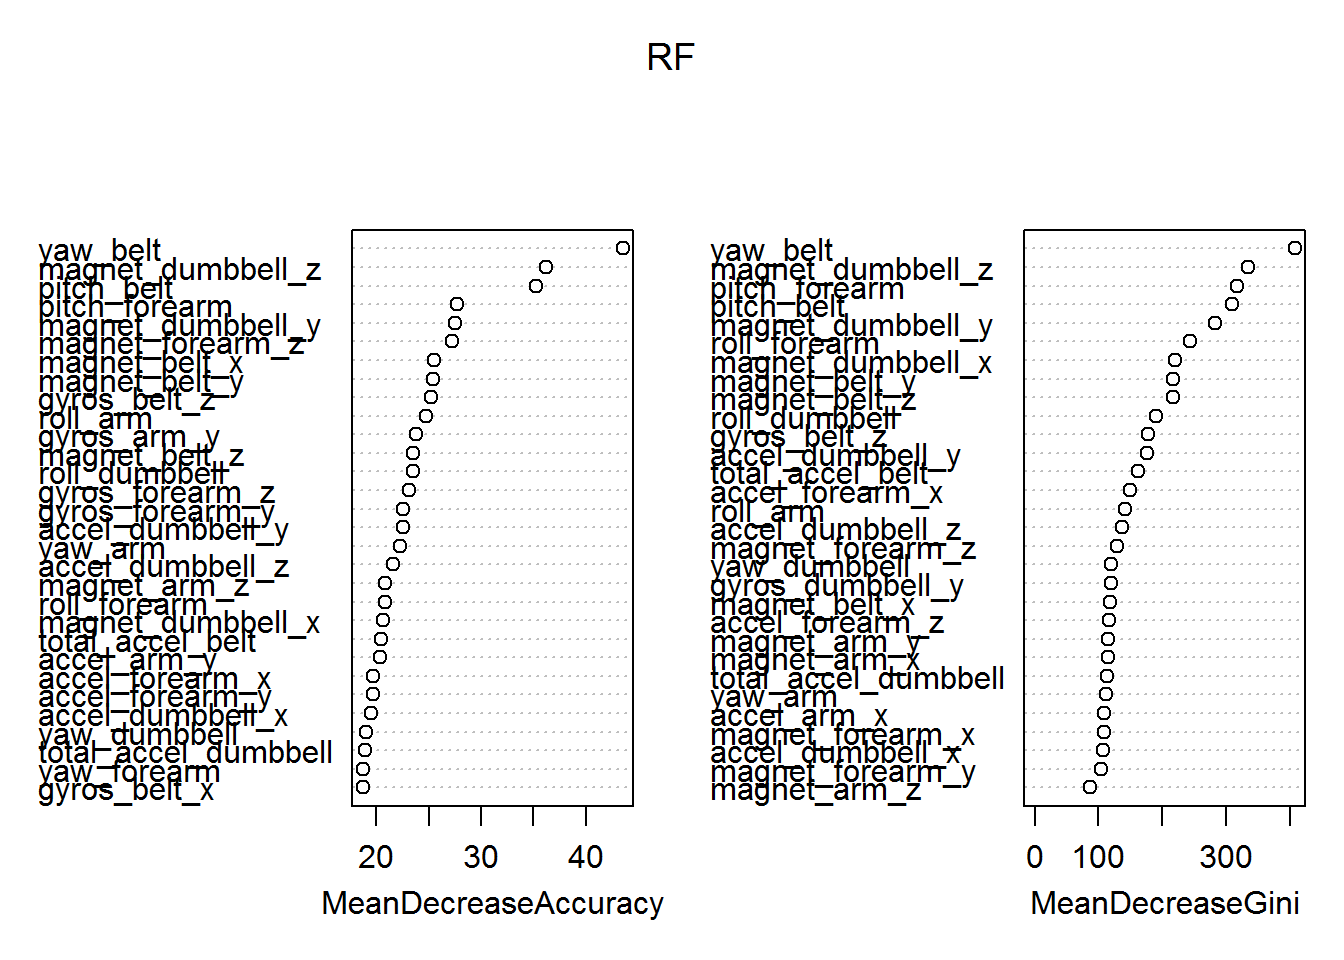 RF
yaw_belt
magnet_dumbbell_z
pitch_belt
pitch_forearm
magnet_dumbbell_y
magnet_forearm_z
magnet_belt_x
magnet_belt_y
gyros_belt_z
roll_arm
gyros_arm_y
magnet_belt_z
roll_dumbbell
gyros_forearm_z
gyros_forearm_y
accel_dumbbell_y
yaw_arm
accel_dumbbell_z
magnet_arm_z
roll_forearm
magnet_dumbbell_x
total_accel_belt
accel_arm_y
accel_forearm_x
accel_forearm_y
accel_dumbbell_x
yaw_dumbbell
total_accel_dumbbell
yaw_forearm
gyros_belt_x
20 30 40
MeanDecreaseAccuracy
yaw_belt
magnet_dumbbell_z
pitch_forearm
pitch_belt
magnet_dumbbell_y
roll_forearm
magnet_dumbbell_x
magnet_belt_y
magnet_belt_z
roll_dumbbell
gyros_belt_z
accel_dumbbell_y
total_accel_belt
accel_forearm_x
roll_arm
accel_dumbbell_z
magnet_forearm_z
yaw_dumbbell
gyros_dumbbell_y
magnet_belt_x
accel_forearm_z
magnet_arm_y
magnet_arm_x
total_accel_dumbbell
yaw_arm
accel_arm_x
magnet_forearm_x
accel_dumbbell_x
magnet_forearm_y
magnet_arm_z
0 100 300
MeanDecreaseGini